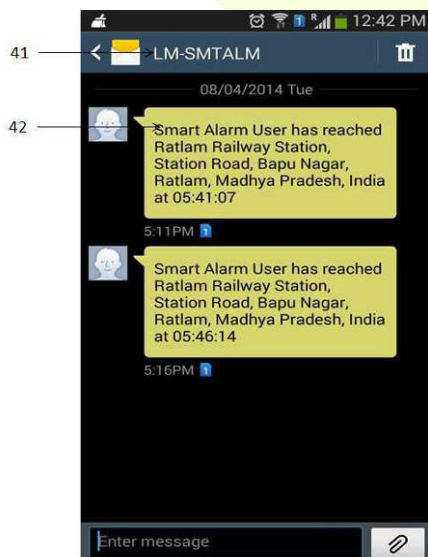 12:42 PM
41
LM-SMTALM
08/04/2014 Tue
42
Smart Alarm User has reached
Ratlam Railway Station,
Station Road, Bapu Nagar,
Ratlam, Madhya Pradesh, India
at 05:41:07
5:11PM 1
Smart Alarm User has reached
Ratlam Railway Station,
Station Road, Bapu Nagar,
Ratlam, Madhya Pradesh, India
at 05:46:14
5:16PM 1
Enter message